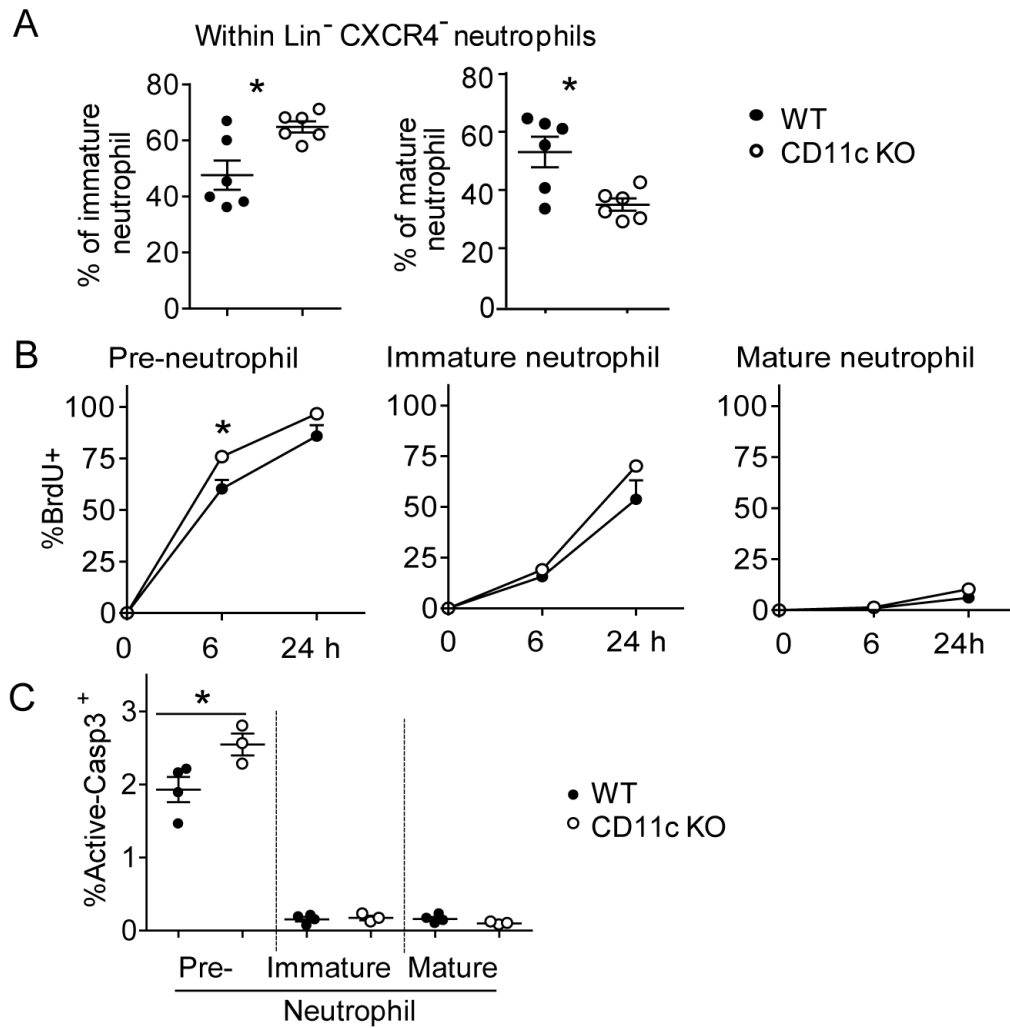 A
Within Lin⁻ CXCR4⁻ neutrophils
% of immature
neutrophil
80
60
40
20
0
*
% of mature
neutrophil
80
60
40
20
0
*
WT
CD11c KO
B
Pre-neutrophil
Immature neutrophil
Mature neutrophil
%BrdU+
100
75
50
25
0
*
0 6 24 h
100
75
50
25
0
0 6 24 h
100
75
50
25
0
0 6 24h
C
%Active-Casp3⁺
3
2
1
0
*
WT
CD11c KO
Pre- Immature Mature
Neutrophil